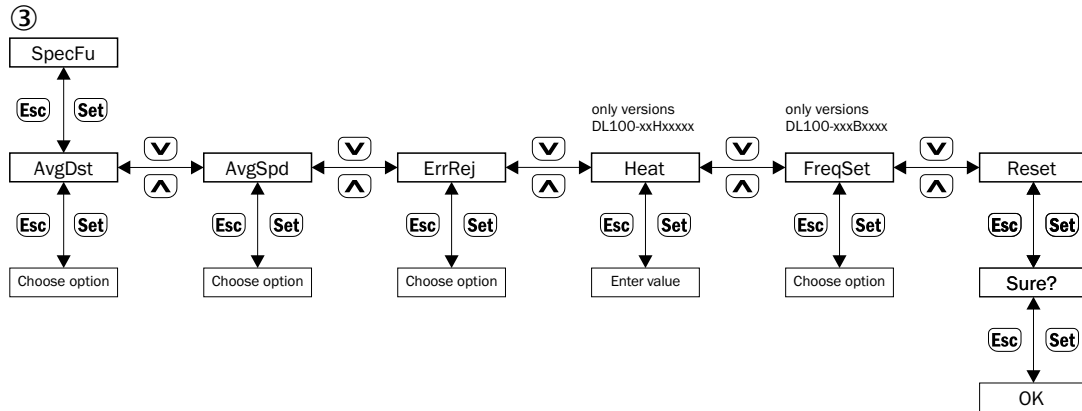 ③
SpecFu
Esc Set
only versions
DL100-xxHxxxxx
only versions
DL100-xxxBxxxx
AvgDst AvgSpd ErrRej Heat FreqSet Reset
Esc Set Esc Set Esc Set Esc Set Esc Set Esc Set
Choose option Choose option Choose option Enter value Choose option Sure?
Esc Set
OK